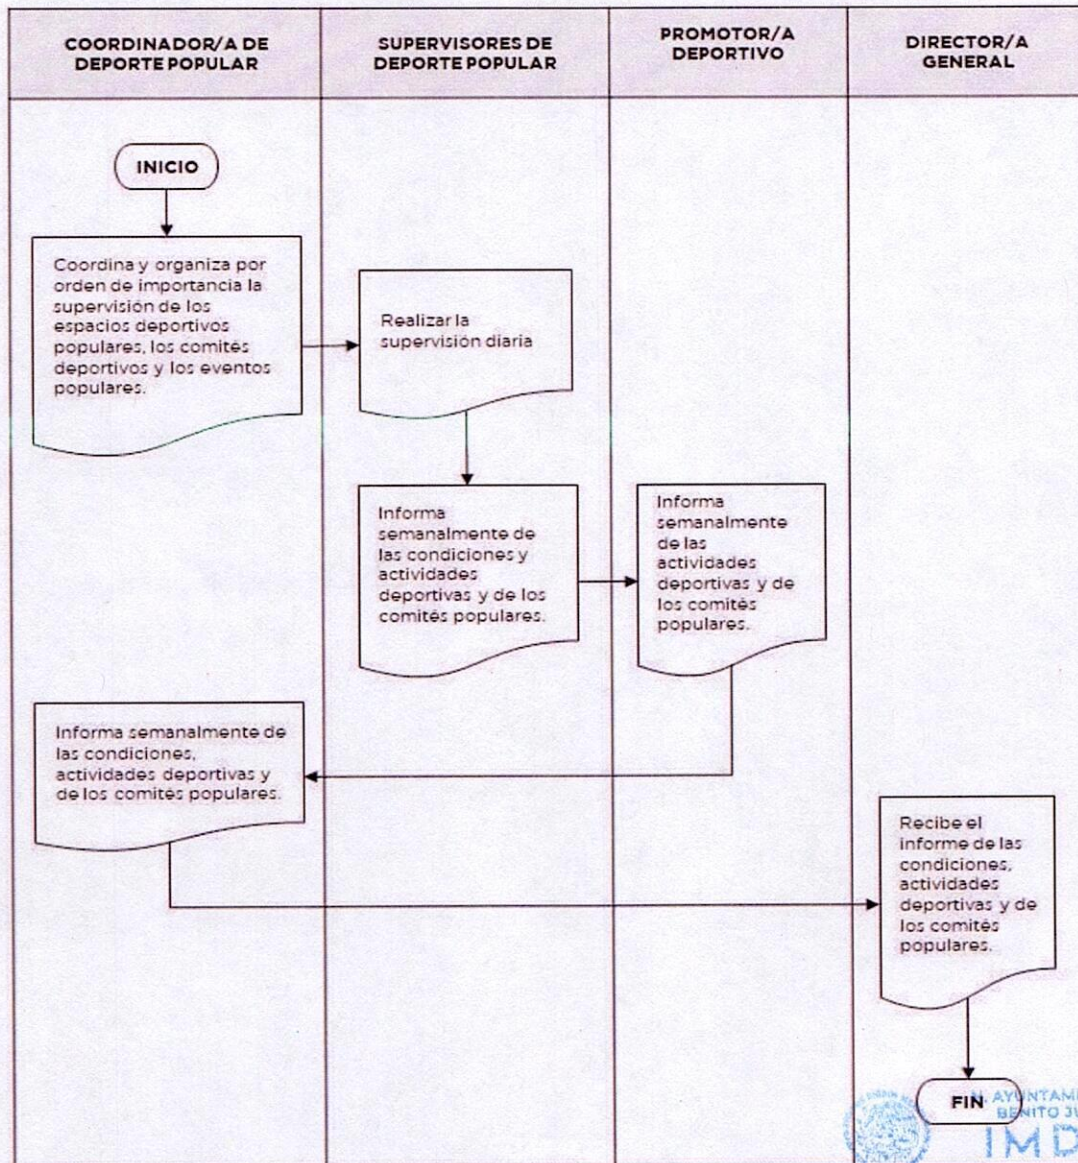 COORDINADOR/A DE
DEPORTE POPULAR
SUPERVISORES DE
DEPORTE POPULAR
PROMOTOR/A
DEPORTIVO
DIRECTOR/A
GENERAL
INICIO
Coordina y organiza por
orden de importancia la
supervisión de los
espacios deportivos
populares, los comités
deportivos y los eventos
populares.
Realizar la
supervisión diaria
Informa
semanalmente de
las condiciones y
actividades
deportivas y de los
comités populares.
Informa
semanalmente
de las
actividades
deportivas y de
los comités
populares.
Informa semanalmente de
las condiciones,
actividades deportivas y
de los comités populares.
Recibe el
informe de las
condiciones,
actividades
deportivas y de
los comités
populares.
FIN
BENITO
IMD